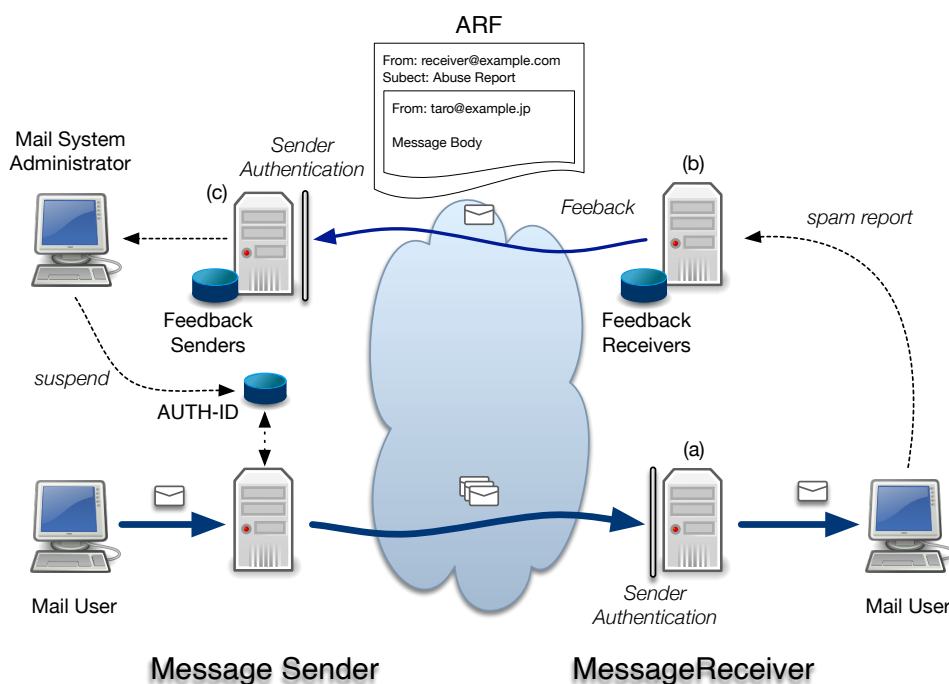 ARF
From: receiver@example.com
Subect: Abuse Report
From: taro@example.jp
Message Body
Mail System
Administrator
Sender
Authentication
(c)
(b)
Feeback
spam report
Feedback
Senders
Feedback
Receivers
suspend
AUTH-ID
(a)
Mail User
Sender
Authentication
Mail User
Message Sender
MessageReceiver